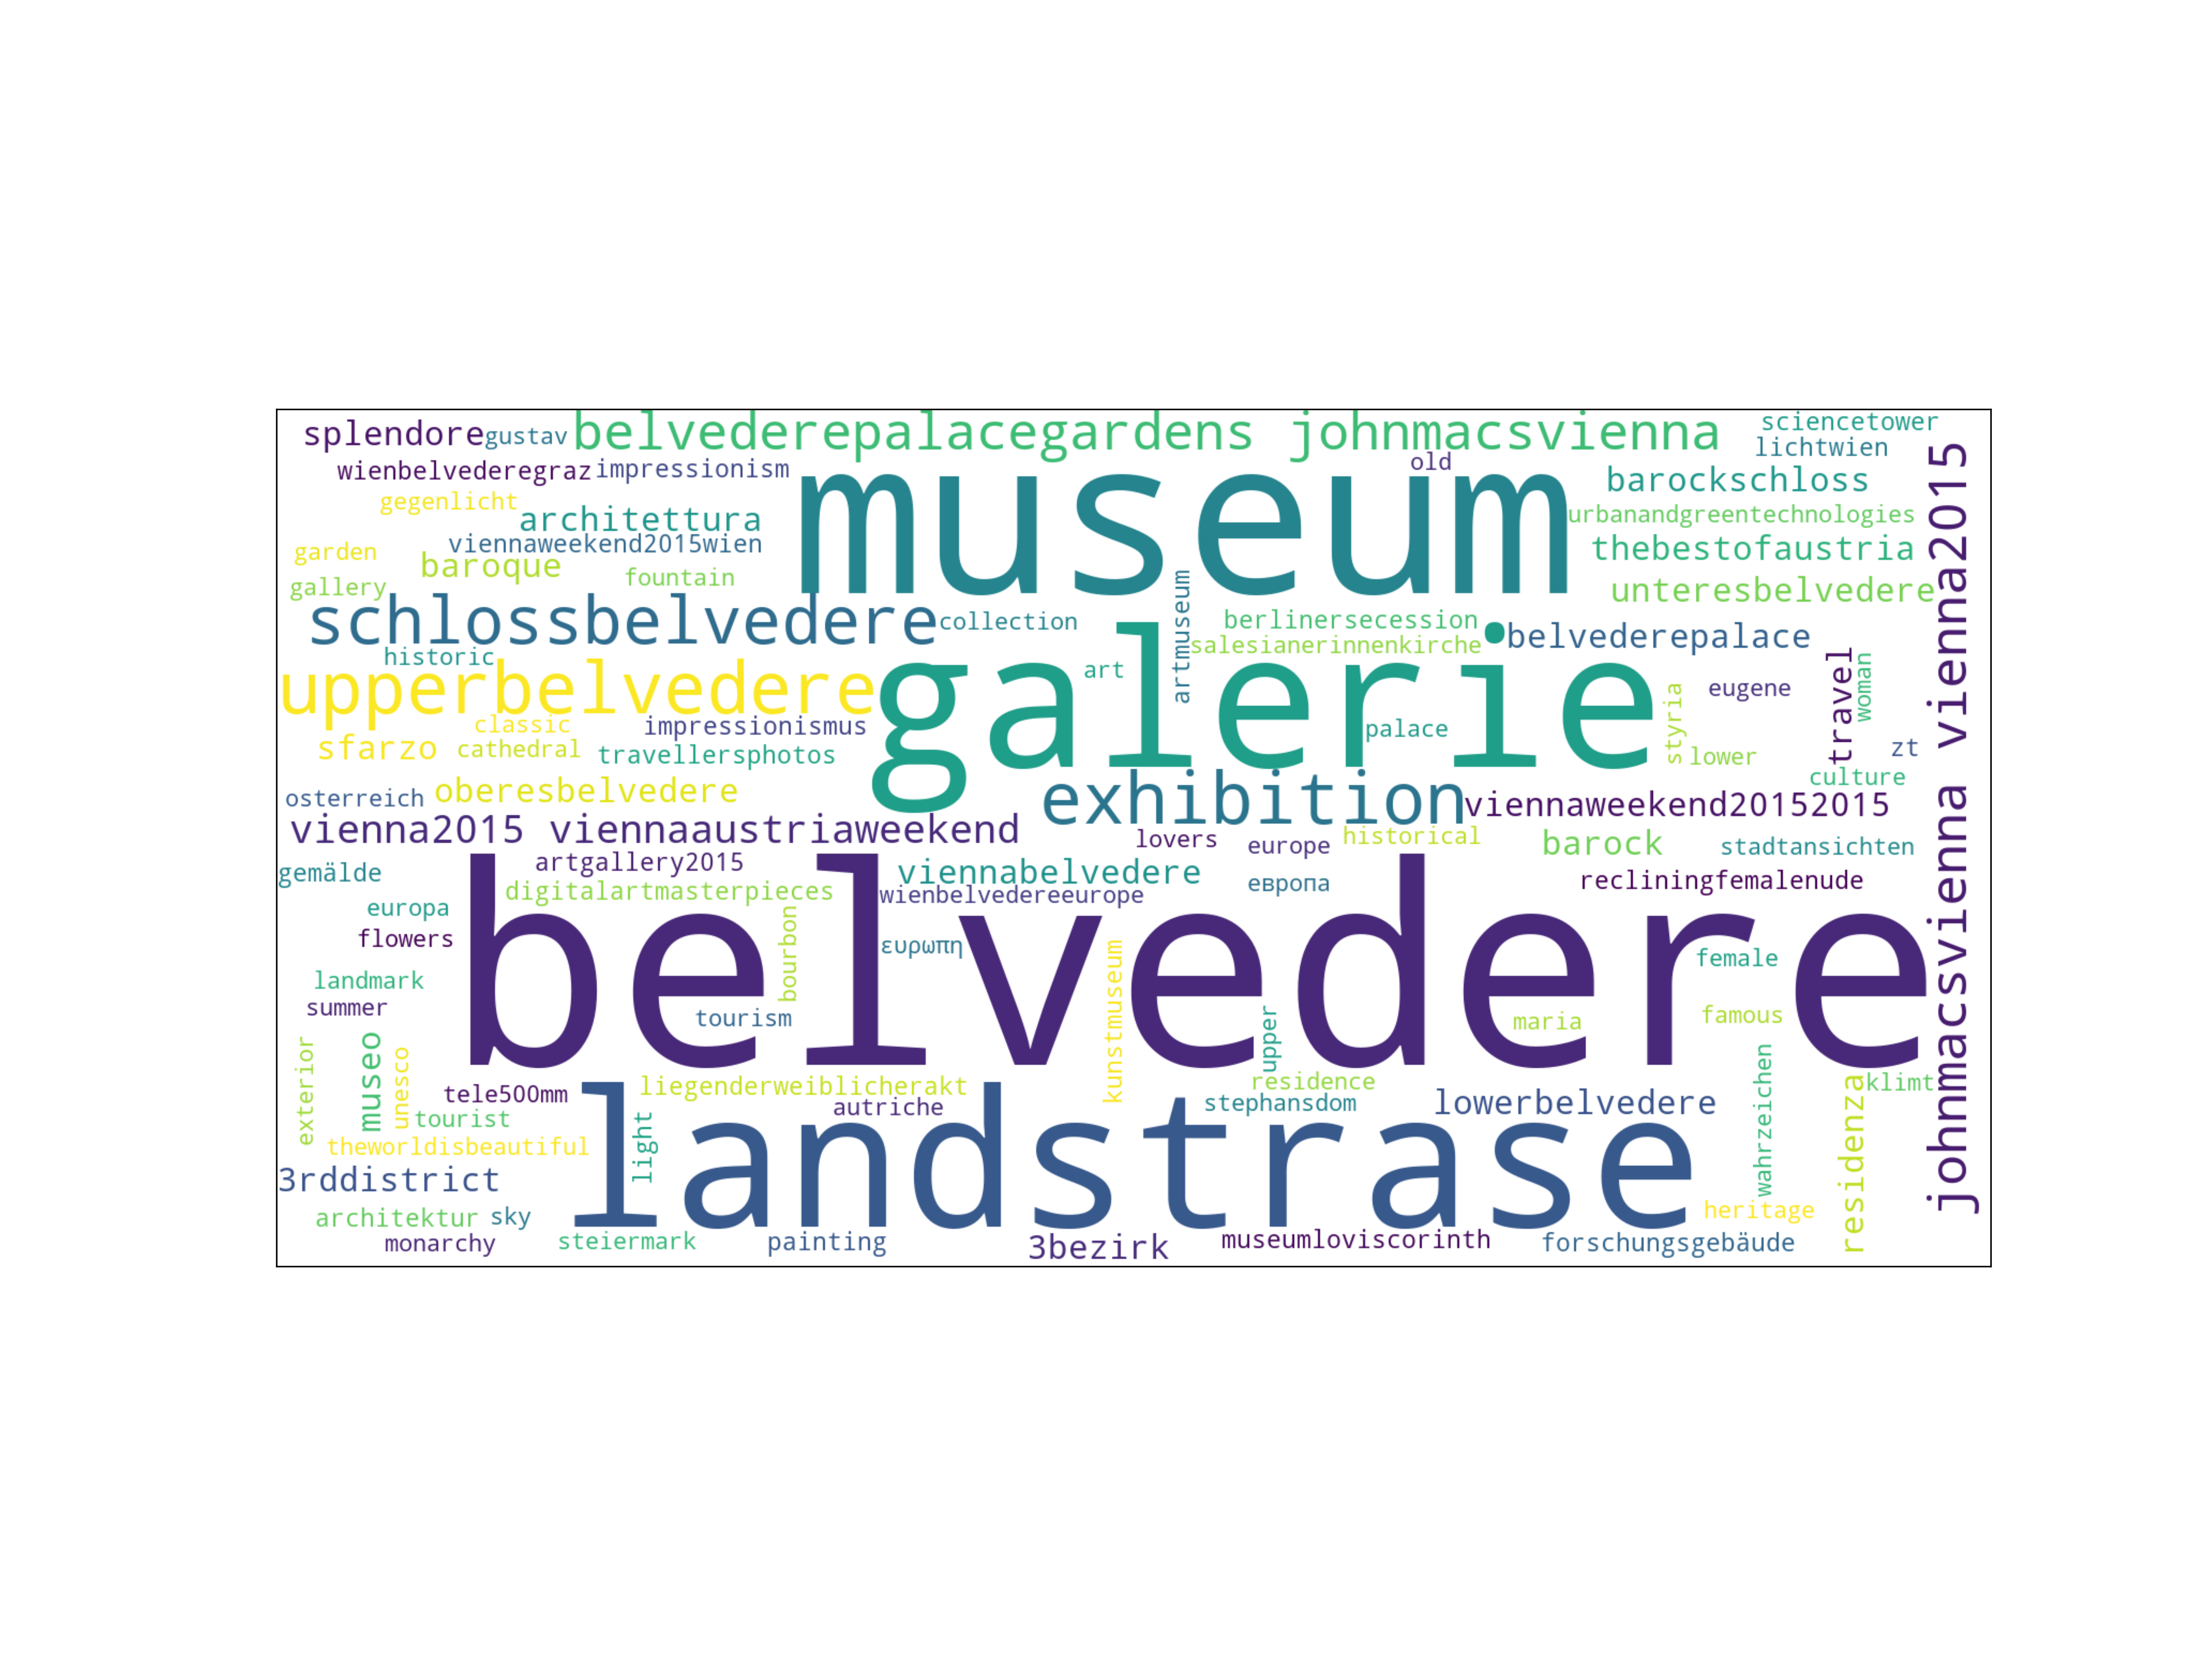 splendore
gustav
belvederepalacegardens johnmacsvienna
sciencetower
lichtwien
wienbelvederegraz
impressionism
old
museum
barockschloss
gegenlicht
architettura
urbanandgreentechnologies
viennaweekend2015wien
thebestofaustria
garden
baroque
fountain
gallery
unteresbelvedere
johnmacsvienna vienna2015
schlossbelvedere
collection
artmuseum
berlinersecession
salesianerinnenkirche
belvederepalace
historic
art
galerie
upperbelvedere
eugene
travel
woman
styria
classic
impressionismus
palace
sfarzo
cathedral
travellersphotos
lower
zt
culture
osterreich
oberesbelvedere
exhibition
viennaweekend20152015
vienna2015 viennaaustriaweekend
lovers
europe
historical
barock
stadtansichten
gemälde
artgallery2015
viennabelvedere
digitalartmasterpieces
wienbelvedereeurope
европа
recliningfemalenude
europa
flowers
bourbon
ευρωπη
belvedere
female
landmark
summer
tourism
kunstmuseum
upper
maria
famous
exterior
museo
unesco
tele500mm
liegenderweiblicherakt
autriche
residence
stephansdom
lowerbelvedere
wahrzeichen
residenza
klimt
tourist
theworldisbeautiful
light
landstrase
3rddistrict
heritage
architektur
sky
monarchy
steiermark
painting
3bezirk
museumloviscorinth
forschungsgebäude